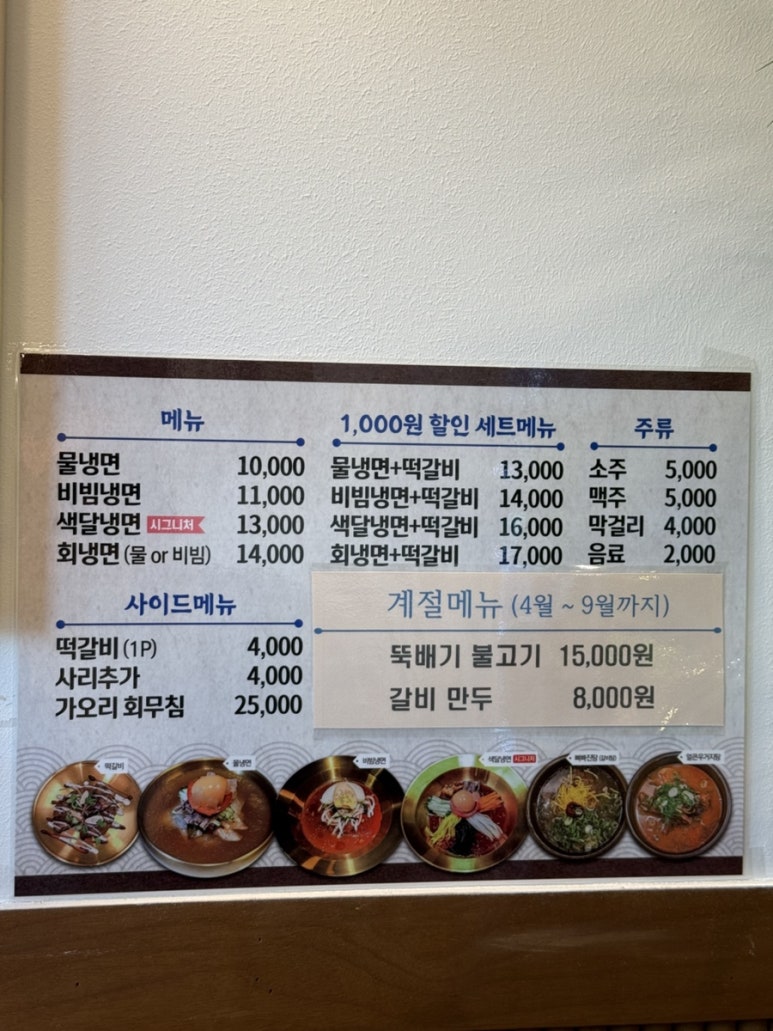 메뉴
물냉면 10,000
비빔냉면 11,000
색달냉면 시그니처 13,000
회냉면 (물 or 비빔) 14,000
1,000원 할인 세트메뉴
물냉면+떡갈비 13,000
비빔냉면+떡갈비 14,000
색달냉면+떡갈비 16,000
회냉면+떡갈비 17,000
주류
소주 5,000
맥주 5,000
막걸리 4,000
음료 2,000
사이드메뉴
떡갈비 (1P) 4,000
사리추가 4,000
가오리 회무침 25,000
계절메뉴 (4월 ~ 9월까지)
뚝배기 불고기 15,000원
갈비 만두 8,000원
떡갈비
물냉면
비빔냉면
색달냉면 시그니처